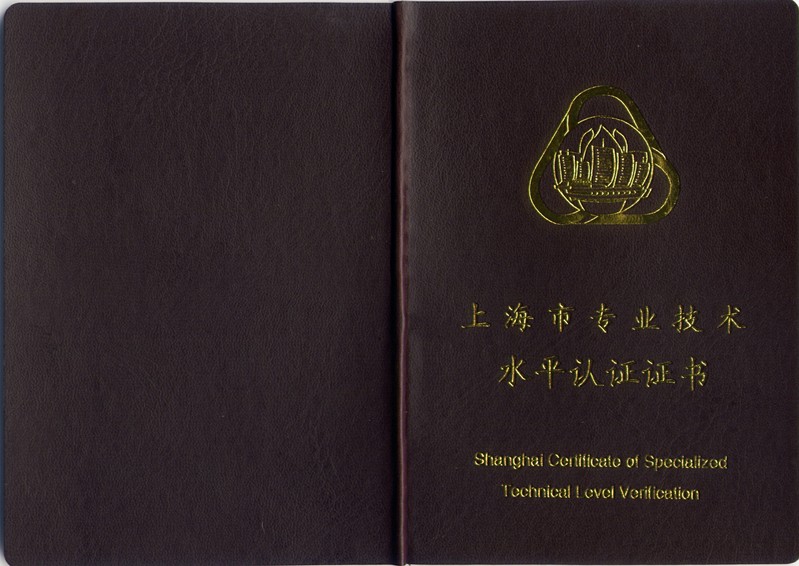 上海市专业技术
水平认证证书
Shanghai Certificate of Specialized
Technical Level Verification